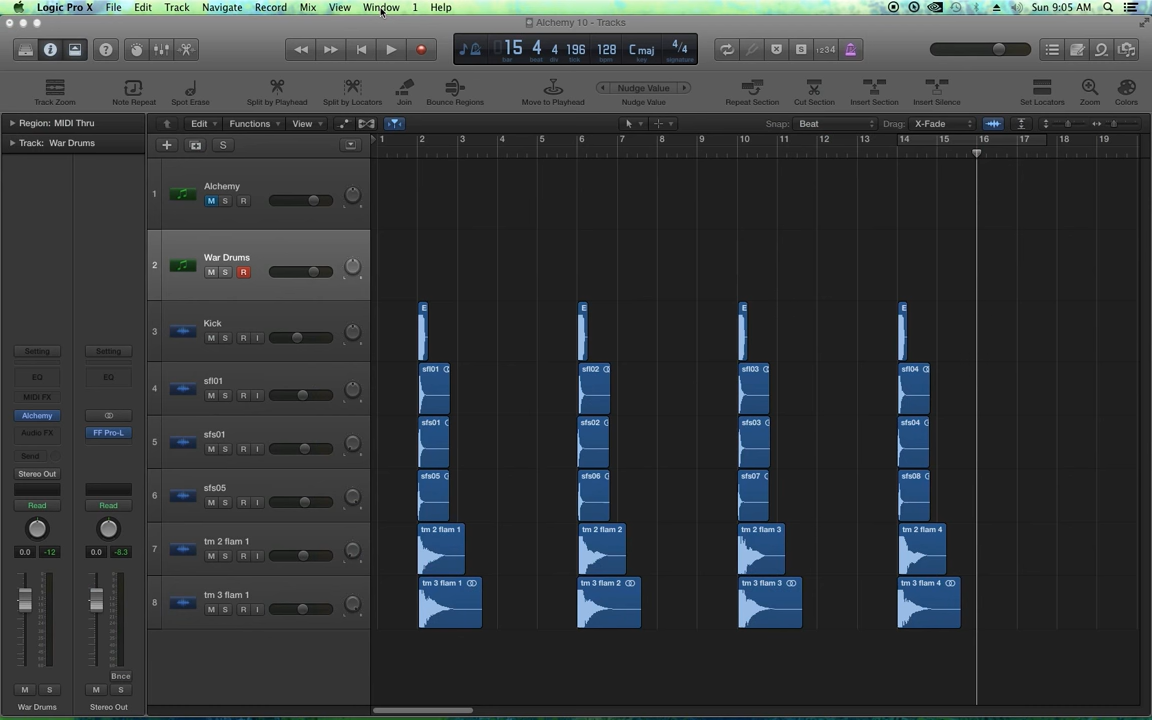 Logic Pro X File Edit Track Navigate Record Mix View Window 1 Help Sun 9:05 AM
Alchemy 10 - Tracks
15 4 4 196 128 C maj 4/4
bar beat div tick bpm key signature
1234
Nudge Value
Track Zoom Note Repeat Spot Erase Split by Playhead Split by Locators Join Bounce Regions Move to Playhead Nudge Value Repeat Section Cut Section Insert Section Insert Silence Set Locators Zoom Colors
Region: MIDI Thru Edit Functions View Snap: Beat Drag: X-Fade
Track: War Drums
1 2 3 4 5 6 7 8 9 10 11 12 13 14 15 16 17 18 19
S
1 Alchemy
M S R
2 War Drums
M S R
3 Kick
M S R I
E E E E
4 sfl01
M S R I
sfl01 sfl02 sfl03 sfl04
5 sfs01
M S R I
sfs01 sfs02 sfs03 sfs04
6 sfs05
M S R I
sfs05 sfs06 sfs07 sfs08
7 tm 2 flam 1
M S R I
tm 2 flam 1 tm 2 flam 2 tm 2 flam 3 tm 2 flam 4
8 tm 3 flam 1
M S R I
tm 3 flam 1 tm 3 flam 2 tm 3 flam 3 tm 3 flam 4
Setting Setting
EQ EQ
MIDI FX
Alchemy
Audio FX FF Pro-L
Send
Stereo Out
Read Read
0.0 -12 0.0 -8.3
Bnce
M S M S
War Drums Stereo Out